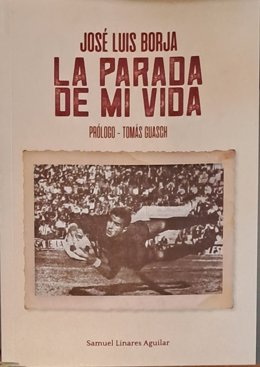 JOSÉ LUIS BORJA
LA PARADA
DE MI VIDA
PRÓLOGO - TOMÁS GUASCH
Samuel Linares Aguilar